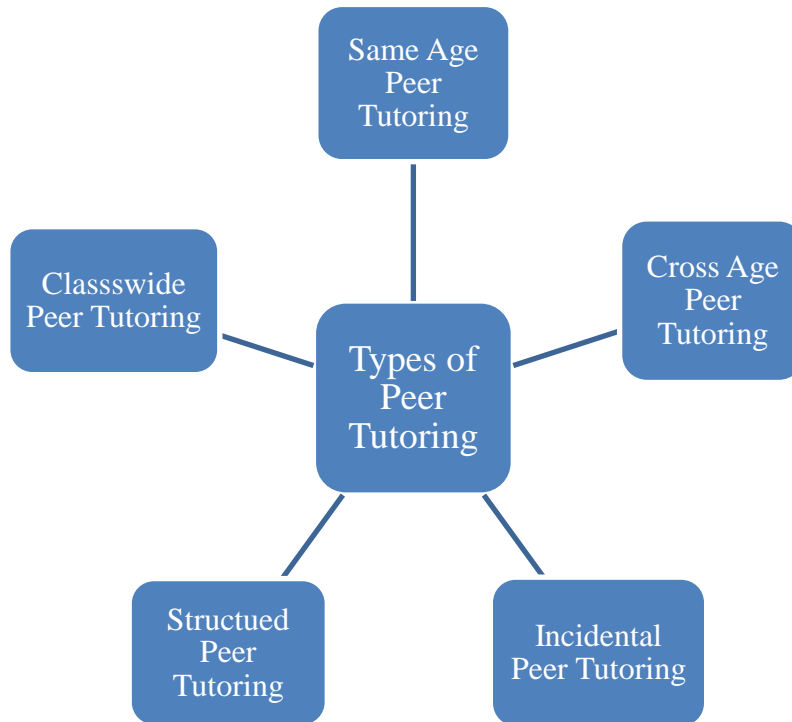 Same Age
Peer
Tutoring
Cross Age
Peer
Tutoring
Classswide
Peer Tutoring
Types of
Peer
Tutoring
Structued
Peer
Tutoring
Incidental
Peer Tutoring